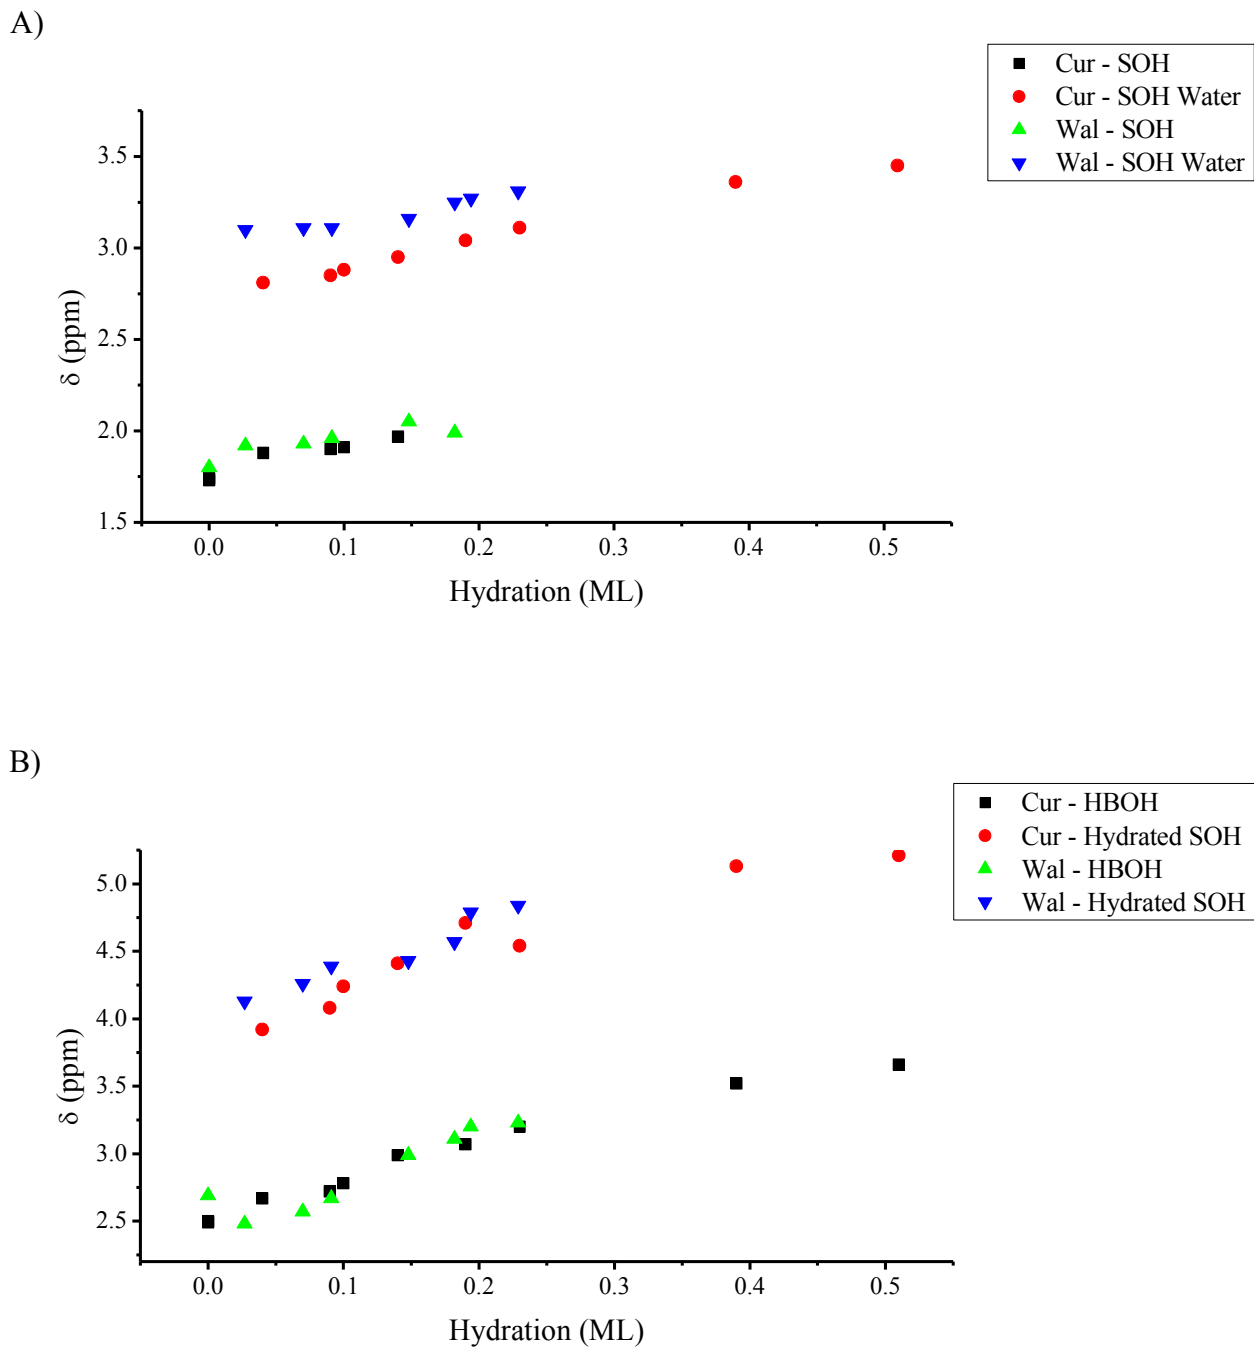 A)
Cur - SOH
Cur - SOH Water
Wal - SOH
Wal - SOH Water
3.5
3.0
2.5
2.0
1.5
δ (ppm)
0.0 0.1 0.2 0.3 0.4 0.5
Hydration (ML)
B)
Cur - HBOH
Cur - Hydrated SOH
Wal - HBOH
Wal - Hydrated SOH
5.0
4.5
4.0
3.5
3.0
2.5
δ (ppm)
0.0 0.1 0.2 0.3 0.4 0.5
Hydration (ML)